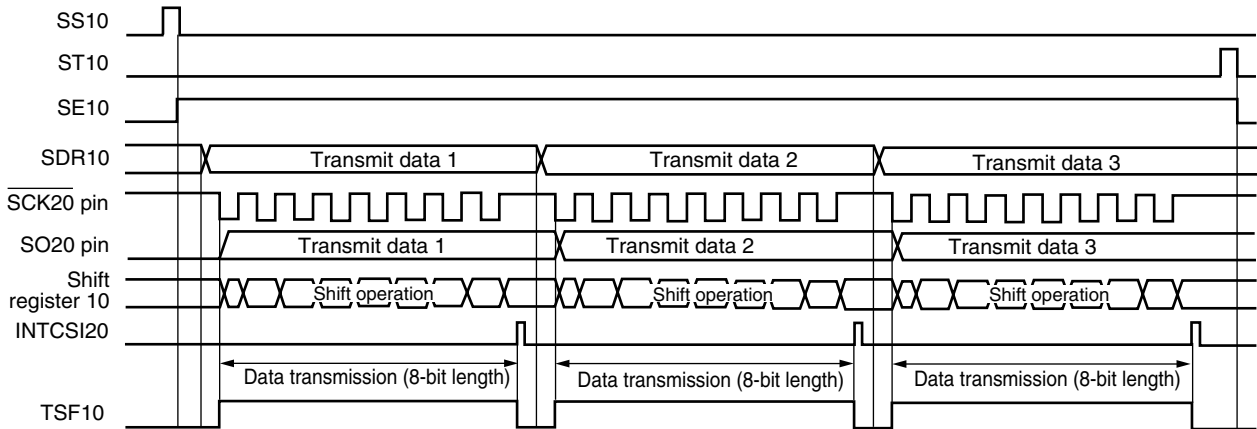 SS10
ST10
SE10
SDR10 Transmit data 1 Transmit data 2 Transmit data 3
SCK20 pin
SO20 pin Transmit data 1 Transmit data 2 Transmit data 3
Shift
register 10 Shift operation Shift operation Shift operation
INTCSI20
Data transmission (8-bit length) Data transmission (8-bit length) Data transmission (8-bit length)
TSF10